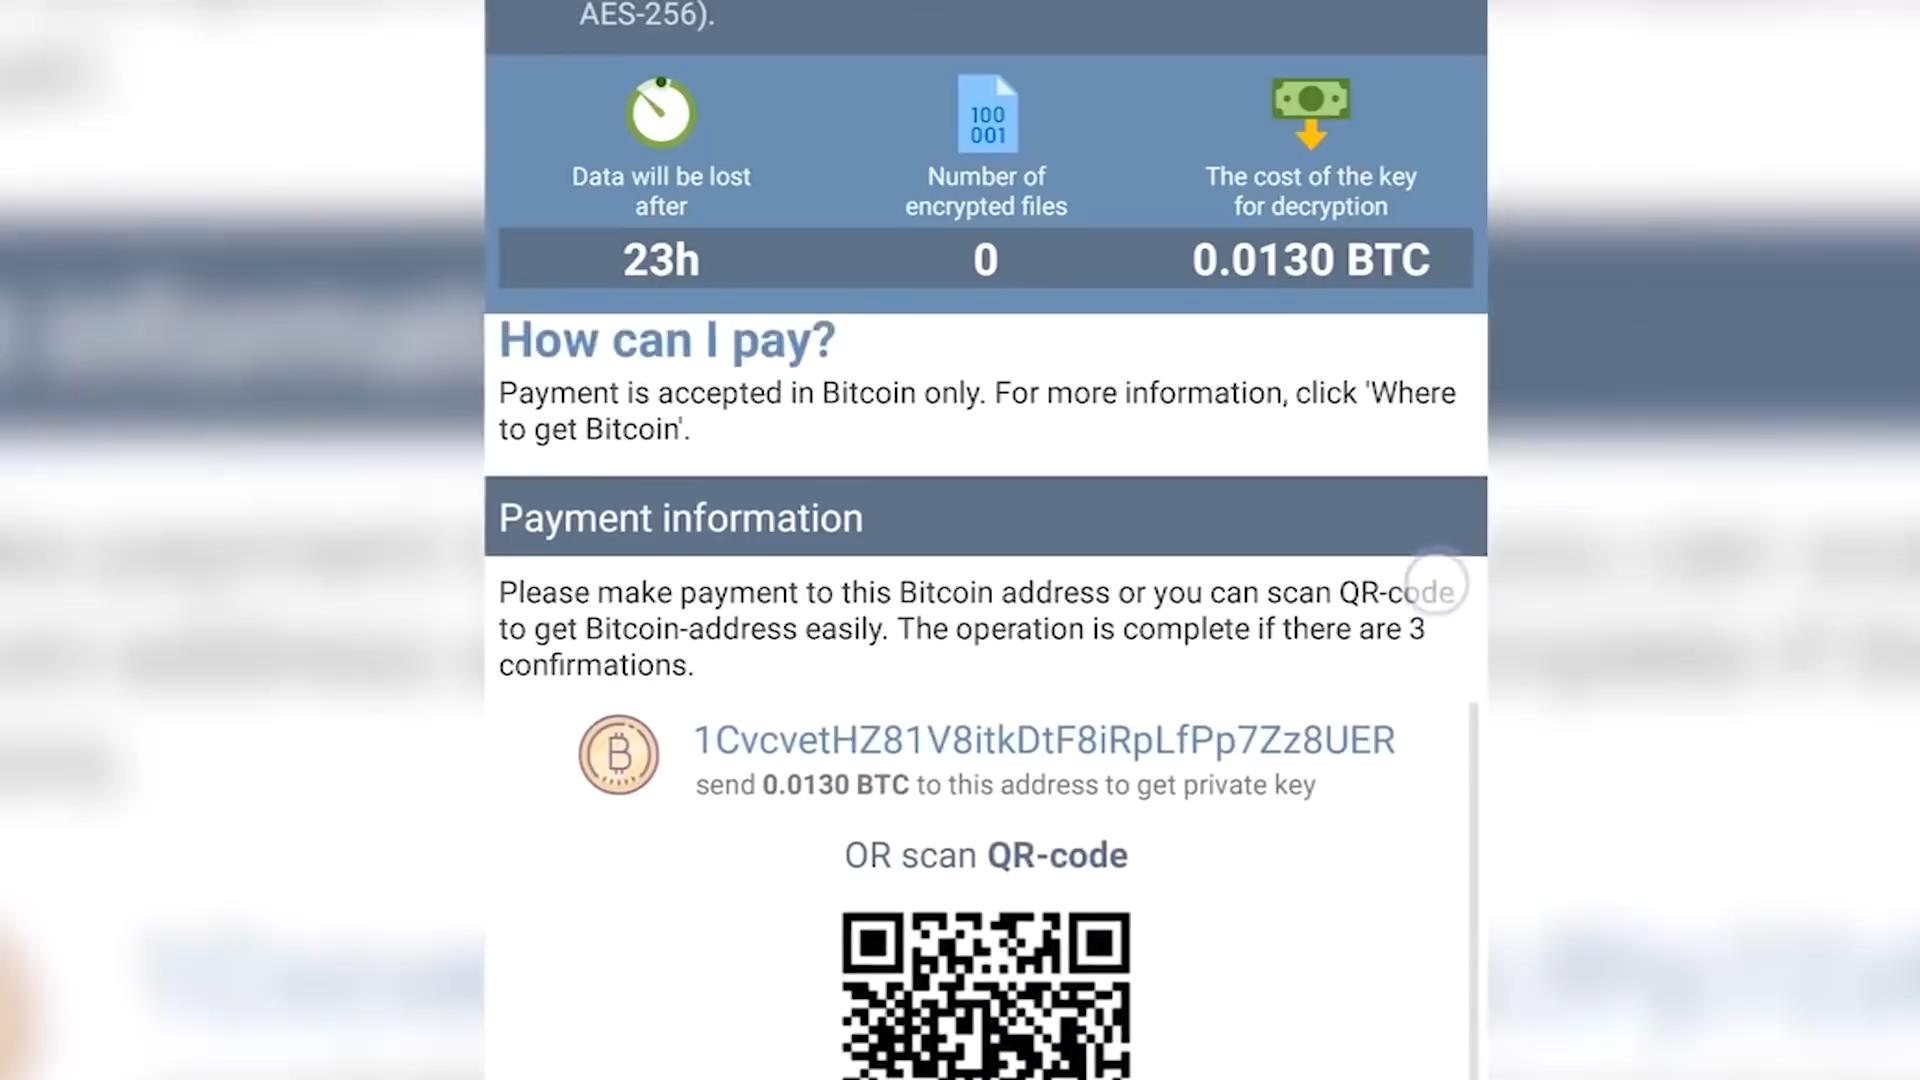 AES-256).
Data will be lost
after
Number of
encrypted files
The cost of the key
for decryption
100
001
23h
0
0.0130 BTC
How can I pay?
Payment is accepted in Bitcoin only. For more information, click 'Where
to get Bitcoin'.
Payment information
Please make payment to this Bitcoin address or you can scan QR-code
to get Bitcoin-address easily. The operation is complete if there are 3
confirmations.
1CvcvetHZ81V8itkDtF8iRpLfPp7Zz8UER
send 0.0130 BTC to this address to get private key
OR scan QR-code